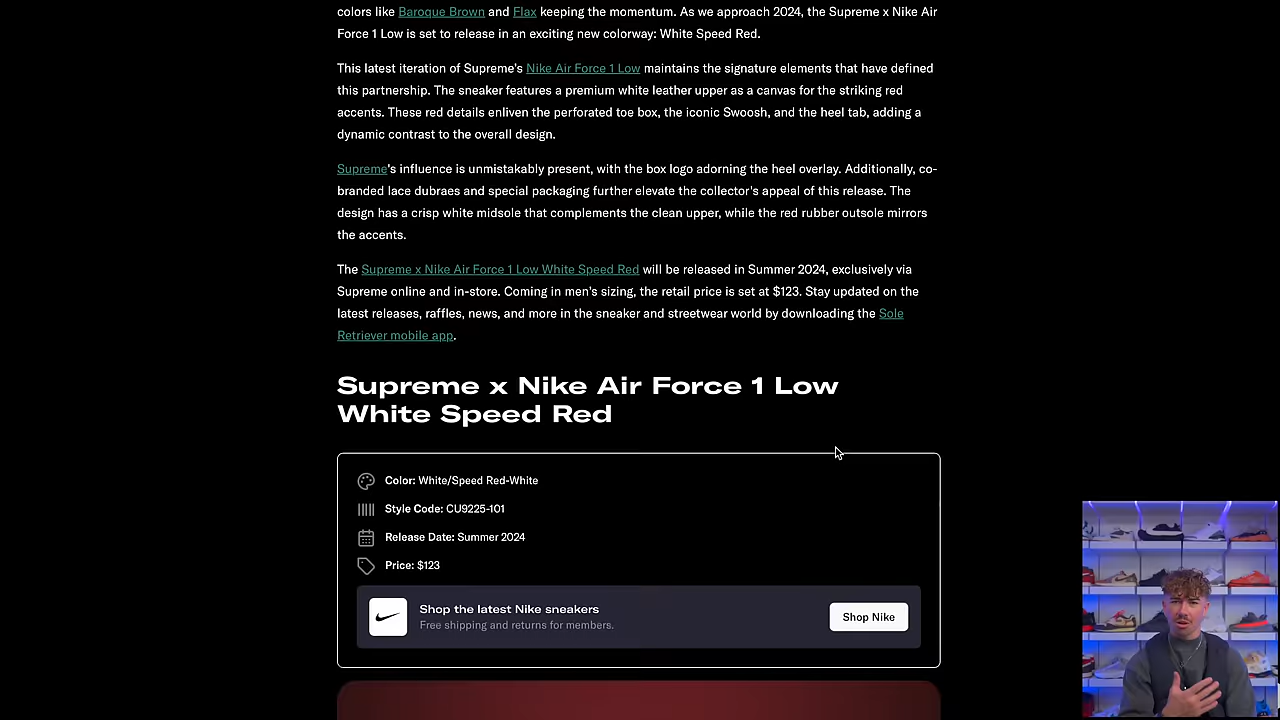 colors like Baroque Brown and Flax keeping the momentum. As we approach 2024, the Supreme x Nike Air
Force 1 Low is set to release in an exciting new colorway: White Speed Red.
This latest iteration of Supreme's Nike Air Force 1 Low maintains the signature elements that have defined
this partnership. The sneaker features a premium white leather upper as a canvas for the striking red
accents. These red details enliven the perforated toe box, the iconic Swoosh, and the heel tab, adding a
dynamic contrast to the overall design.
Supreme's influence is unmistakably present, with the box logo adorning the heel overlay. Additionally, co-
branded lace dubraes and special packaging further elevate the collector's appeal of this release. The
design has a crisp white midsole that complements the clean upper, while the red rubber outsole mirrors
the accents.
The Supreme x Nike Air Force 1 Low White Speed Red will be released in Summer 2024, exclusively via
Supreme online and in-store. Coming in men's sizing, the retail price is set at $123. Stay updated on the
latest releases, raffles, news, and more in the sneaker and streetwear world by downloading the Sole
Retriever mobile app.
Supreme x Nike Air Force 1 Low
White Speed Red
Color: White/Speed Red-White
Style Code: CU9225-101
Release Date: Summer 2024
Price: $123
Shop the latest Nike sneakers
Free shipping and returns for members.
Shop Nike